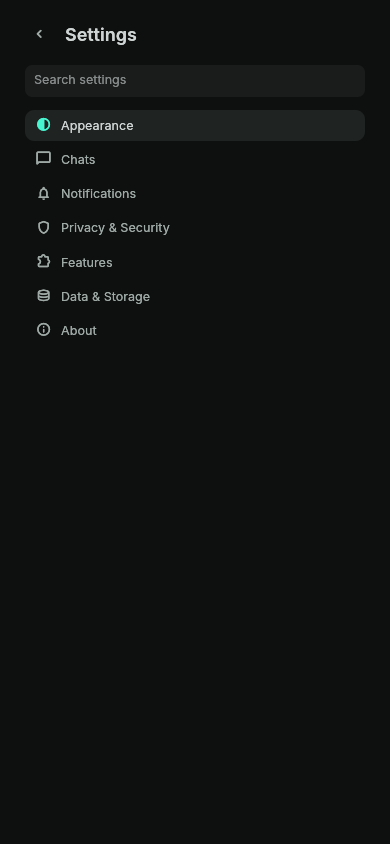 Settings
Search settings
Appearance
Chats
Notifications
Privacy & Security
Features
Data & Storage
About